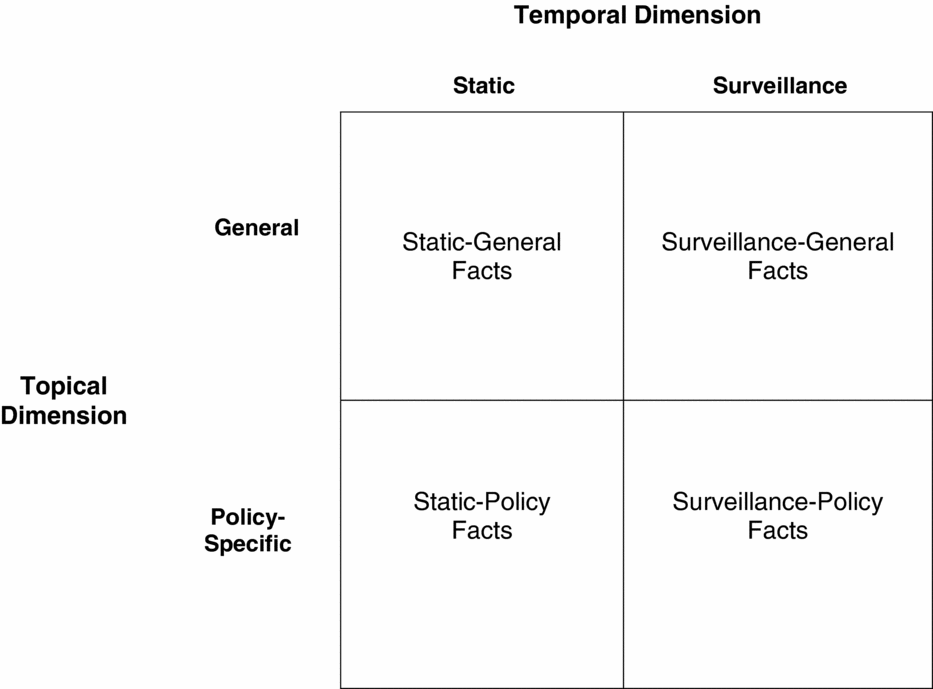 Temporal Dimension
Static
Surveillance
General
Static-General
Facts
Surveillance-General
Facts
Topical
Dimension
Policy-
Specific
Static-Policy
Facts
Surveillance-Policy
Facts